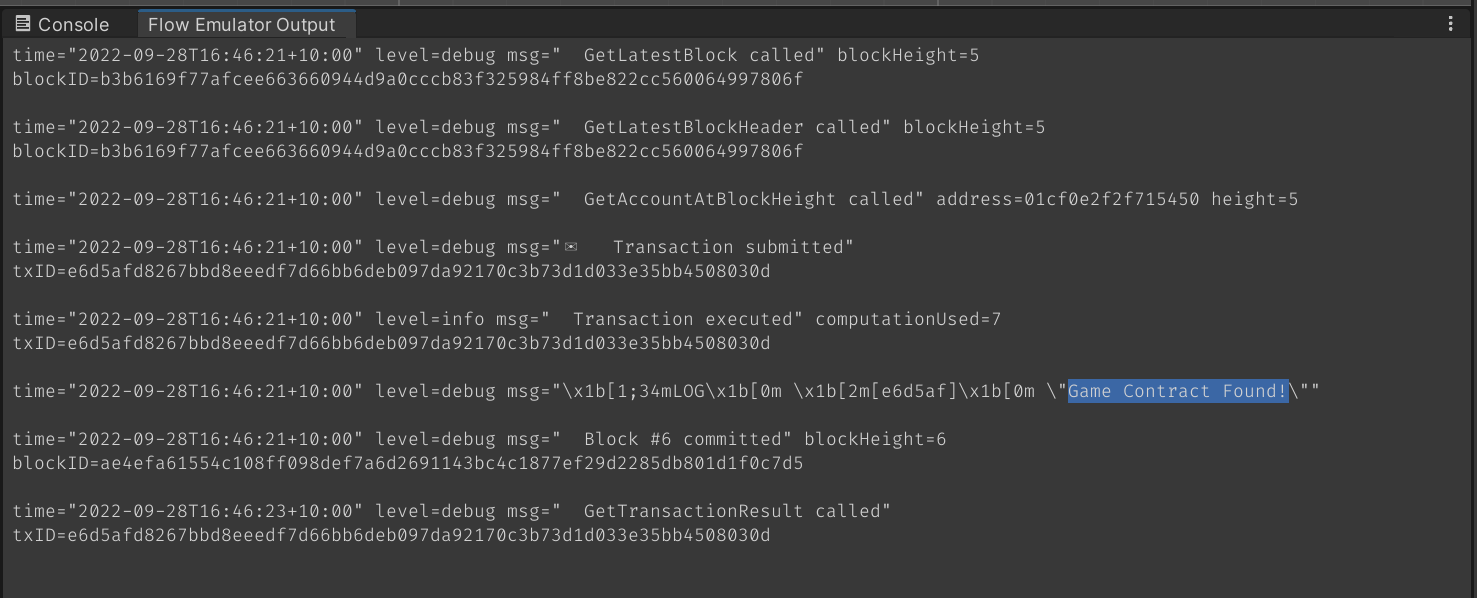 Console
Flow Emulator Output
time="2022-09-28T16:46:21+10:00" level=debug msg="  GetLatestBlock called" blockHeight=5
blockID=b3b6169f77afcee663660944d9a0cccb83f325984ff8be822cc560064997806f
time="2022-09-28T16:46:21+10:00" level=debug msg="  GetLatestBlockHeader called" blockHeight=5
blockID=b3b6169f77afcee663660944d9a0cccb83f325984ff8be822cc560064997806f
time="2022-09-28T16:46:21+10:00" level=debug msg="  GetAccountAtBlockHeight called" address=01cf0e2f2f715450 height=5
time="2022-09-28T16:46:21+10:00" level=debug msg="✉   Transaction submitted"
txID=e6d5afd8267bbd8eeedf7d66bb6deb097da92170c3b73d1d033e35bb4508030d
time="2022-09-28T16:46:21+10:00" level=info msg="  Transaction executed" computationUsed=7
txID=e6d5afd8267bbd8eeedf7d66bb6deb097da92170c3b73d1d033e35bb4508030d
time="2022-09-28T16:46:21+10:00" level=debug msg="\x1b[1;34mLOG\x1b[0m \x1b[2m[e6d5af]\x1b[0m \"Game Contract Found!\""
time="2022-09-28T16:46:21+10:00" level=debug msg="  Block #6 committed" blockHeight=6
blockID=ae4efa61554c108ff098def7a6d2691143bc4c1877ef29d2285db801d1f0c7d5
time="2022-09-28T16:46:23+10:00" level=debug msg="  GetTransactionResult called"
txID=e6d5afd8267bbd8eeedf7d66bb6deb097da92170c3b73d1d033e35bb4508030d